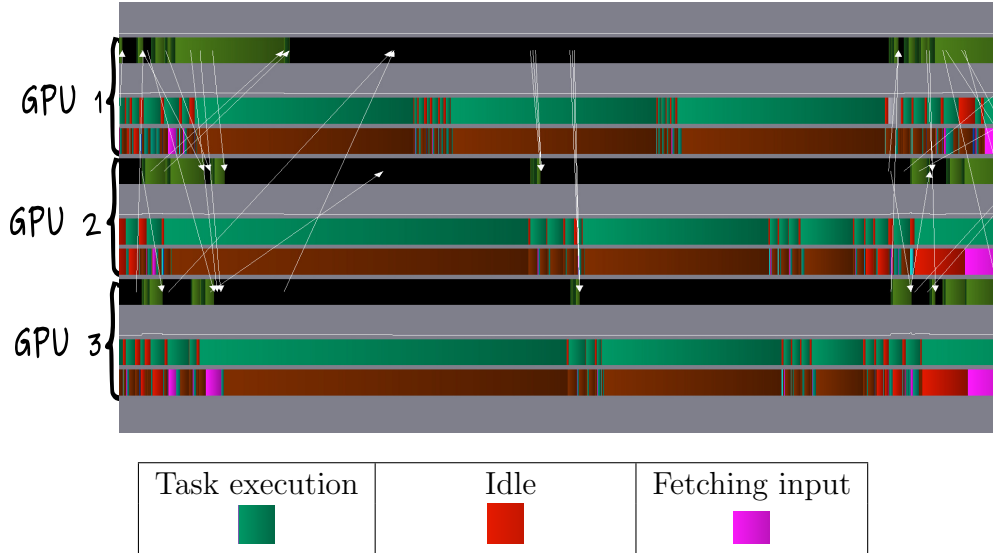 GPU 1
GPU 2
GPU 3
Task execution
Idle
Fetching input